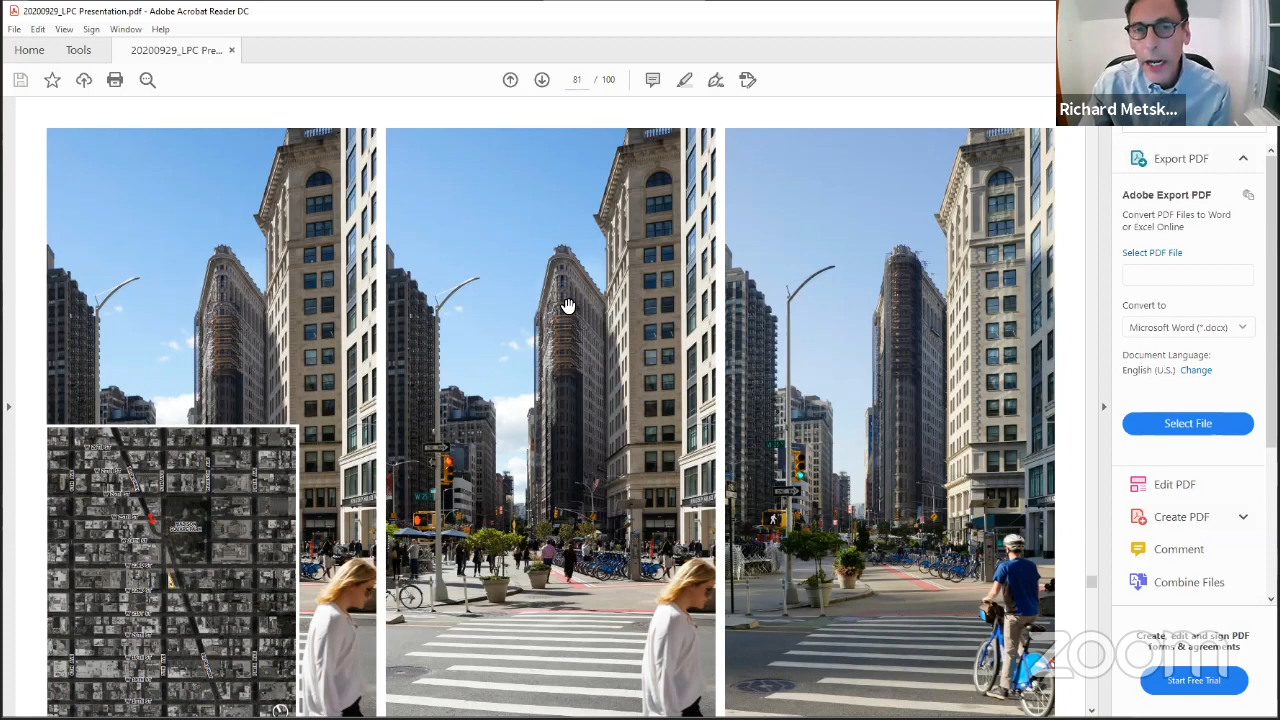 20200929_LPC Presentation.pdf - Adobe Acrobat Reader DC
File Edit View Sign Window Help
Home Tools 20200929_LPC Pre... ×
81 / 100
Richard Metsk...
Export PDF
Adobe Export PDF
Convert PDF Files to Word
or Excel Online
Select PDF File
Convert to
Microsoft Word (*.docx)
Document Language:
English (U.S.) Change
Select File
Edit PDF
Create PDF
Comment
Combine Files
Create, edit and sign PDF
forms & agreements
Start Free Trial
zoom